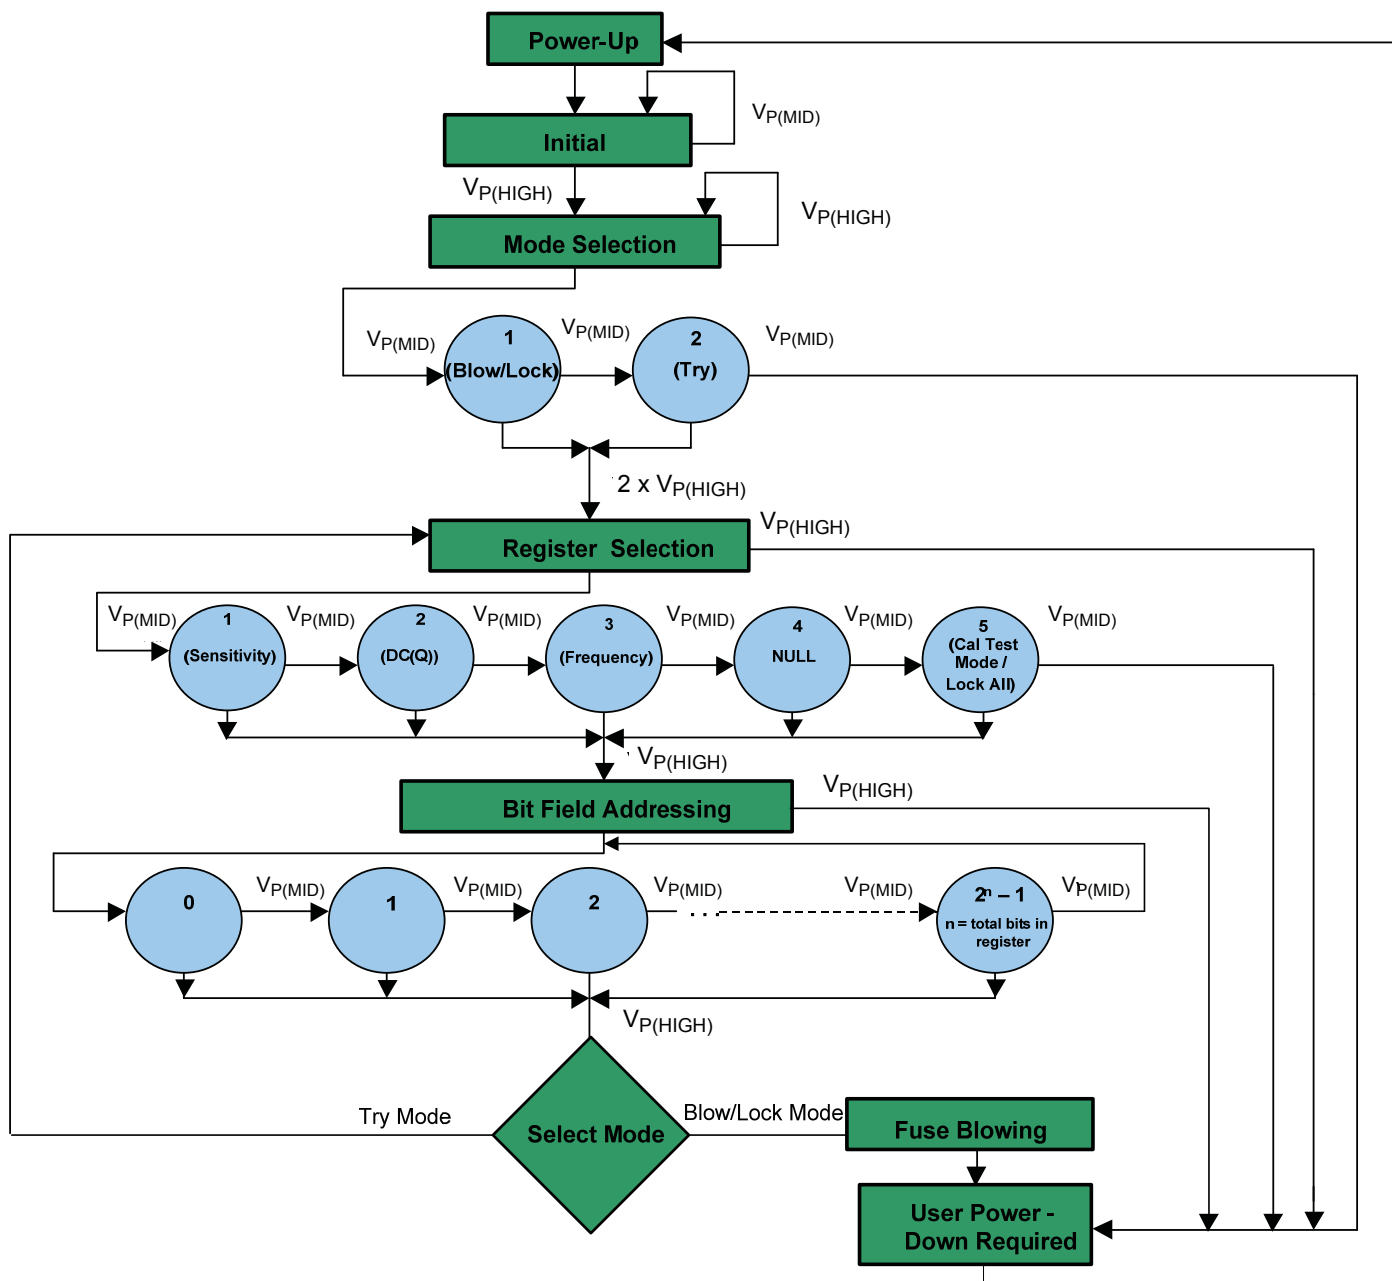 Power-Up
VP(MID)
Initial
VP(HIGH)
VP(HIGH)
Mode Selection
VP(MID)
1
(Blow/Lock)
VP(MID)
2
(Try)
VP(MID)
2 x VP(HIGH)
VP(HIGH)
Register Selection
VP(MID)
1
(Sensitivity)
VP(MID)
2
(DC(Q))
VP(MID)
3
(Frequency)
VP(MID)
4
NULL
VP(MID)
5
(Cal Test
Mode /
Lock All)
VP(MID)
VP(HIGH)
VP(HIGH)
Bit Field Addressing
0
VP(MID)
1
VP(MID)
2
VP(MID)
...
VP(MID)
2ⁿ – 1
n = total bits in
register
VP(MID)
VP(HIGH)
Try Mode
Select Mode
Blow/Lock Mode
Fuse Blowing
User Power -
Down Required